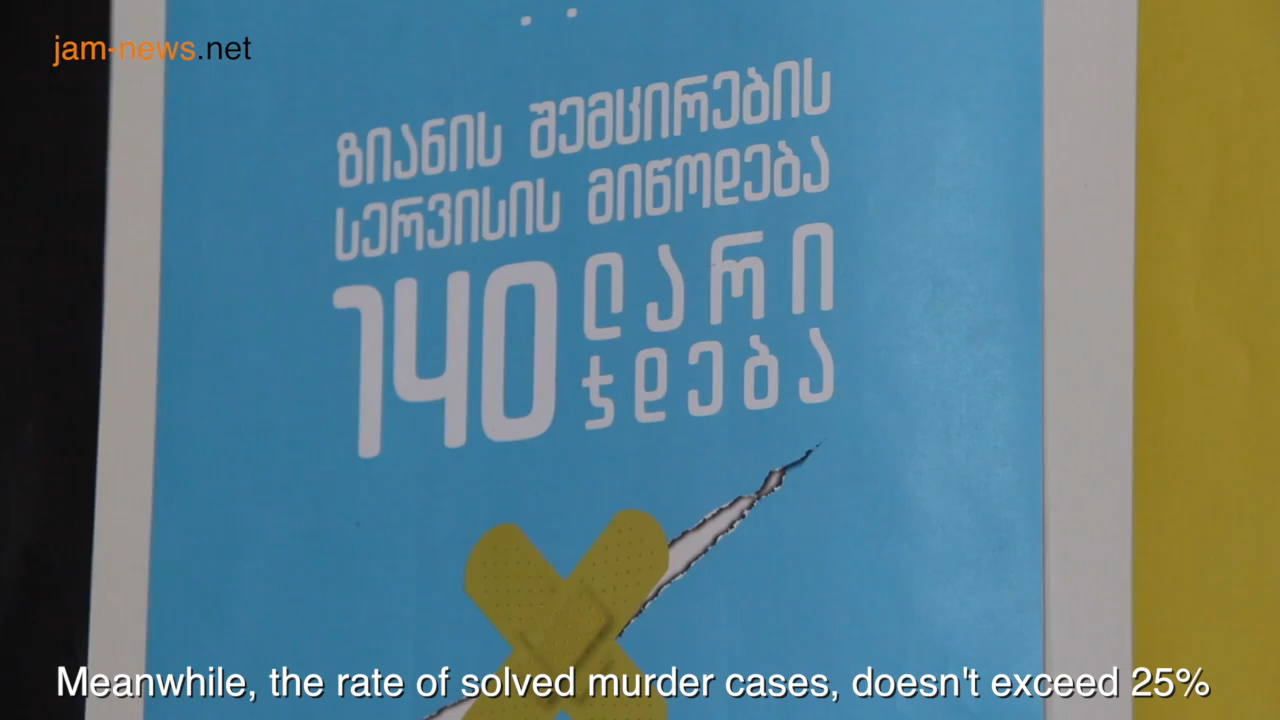 jam-news.net
ზიანის შემცირების
სერვისის მიწოდება
140 ლარი
ჯდება
Meanwhile, the rate of solved murder cases, doesn't exceed 25%